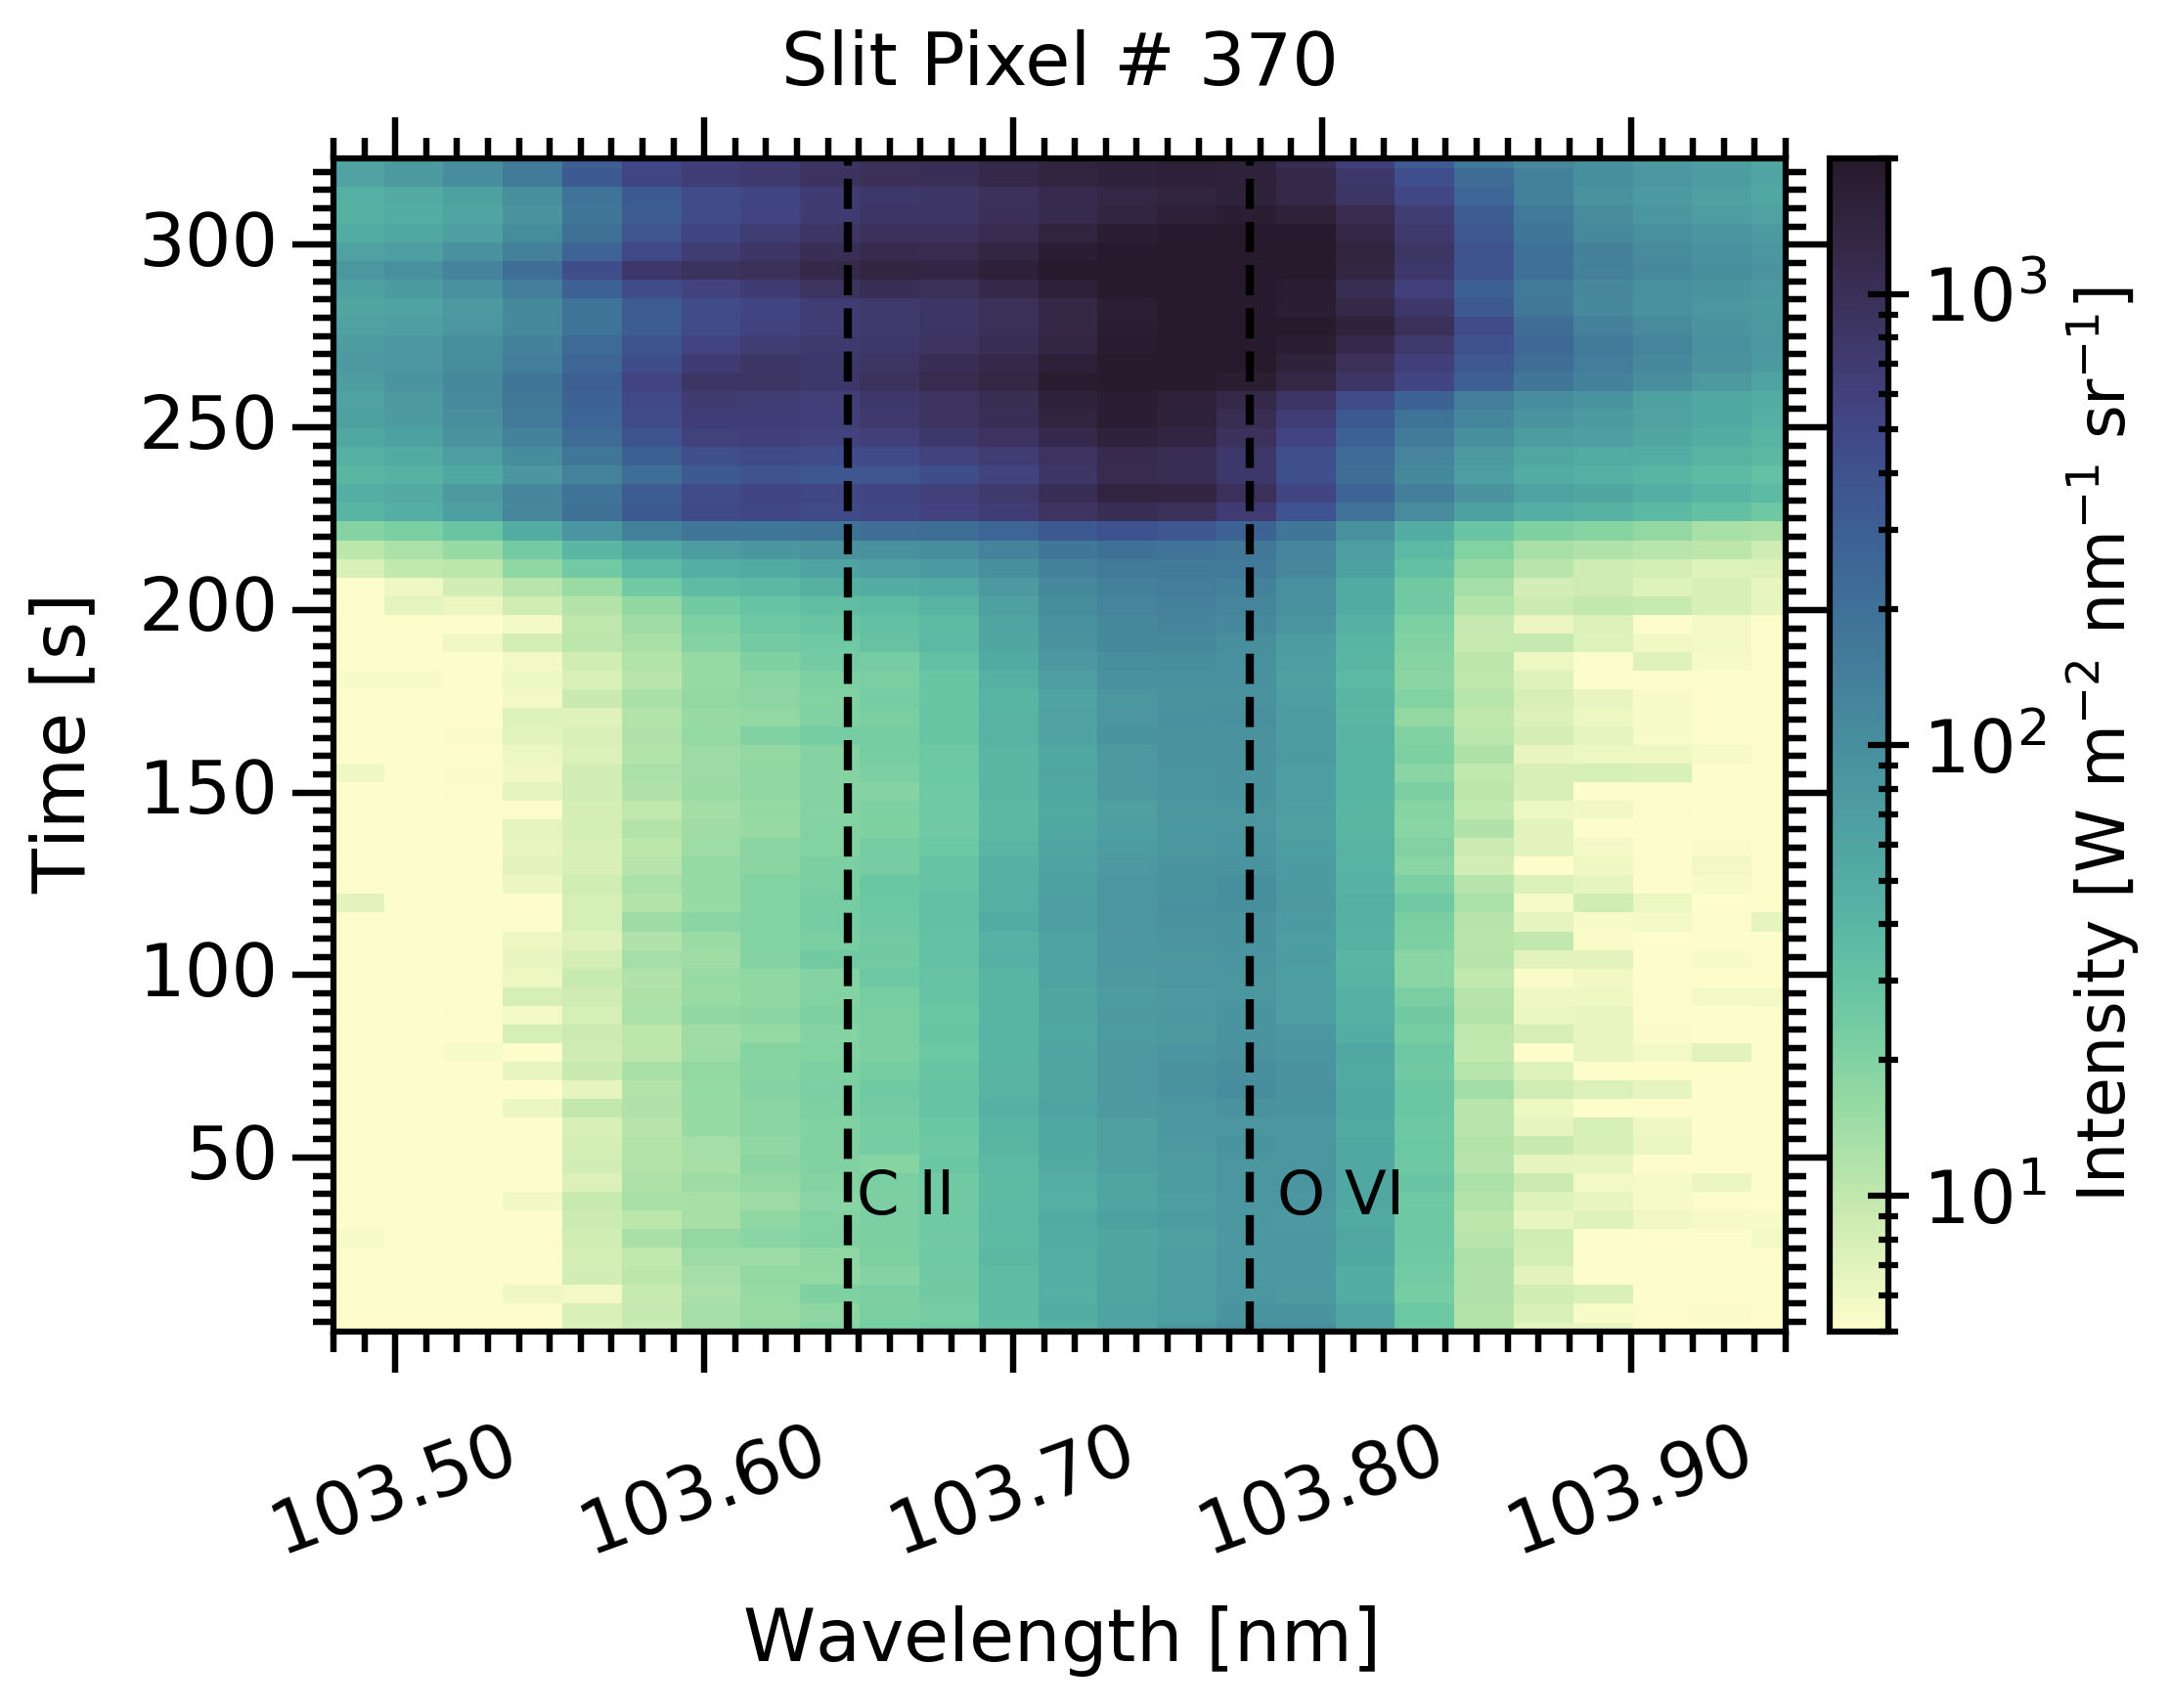 Slit Pixel # 370
300
250
200
150
100
50
Time [s]
C II
O VI
103.50
103.60
103.70
103.80
103.90
Wavelength [nm]
10³
10²
10¹
Intensity [W m⁻² nm⁻¹ sr⁻¹]